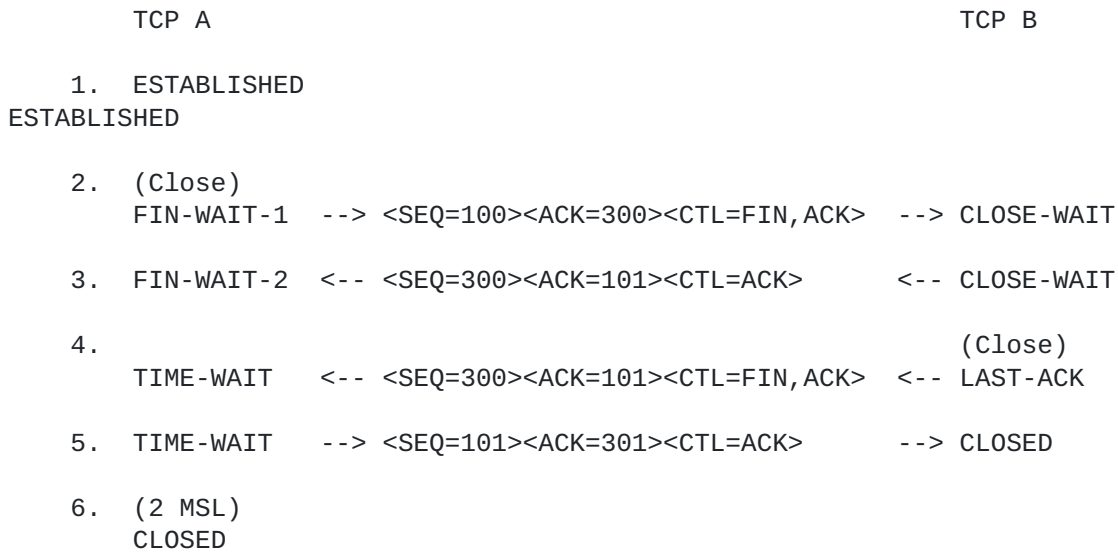 TCP A                                                TCP B
1.  ESTABLISHED
ESTABLISHED
2.  (Close)
FIN-WAIT-1  --> <SEQ=100><ACK=300><CTL=FIN,ACK>  --> CLOSE-WAIT
3.  FIN-WAIT-2  <-- <SEQ=300><ACK=101><CTL=ACK>      <-- CLOSE-WAIT
4.                                                       (Close)
TIME-WAIT   <-- <SEQ=300><ACK=101><CTL=FIN,ACK>  <-- LAST-ACK
5.  TIME-WAIT   --> <SEQ=101><ACK=301><CTL=ACK>      --> CLOSED
6.  (2 MSL)
CLOSED